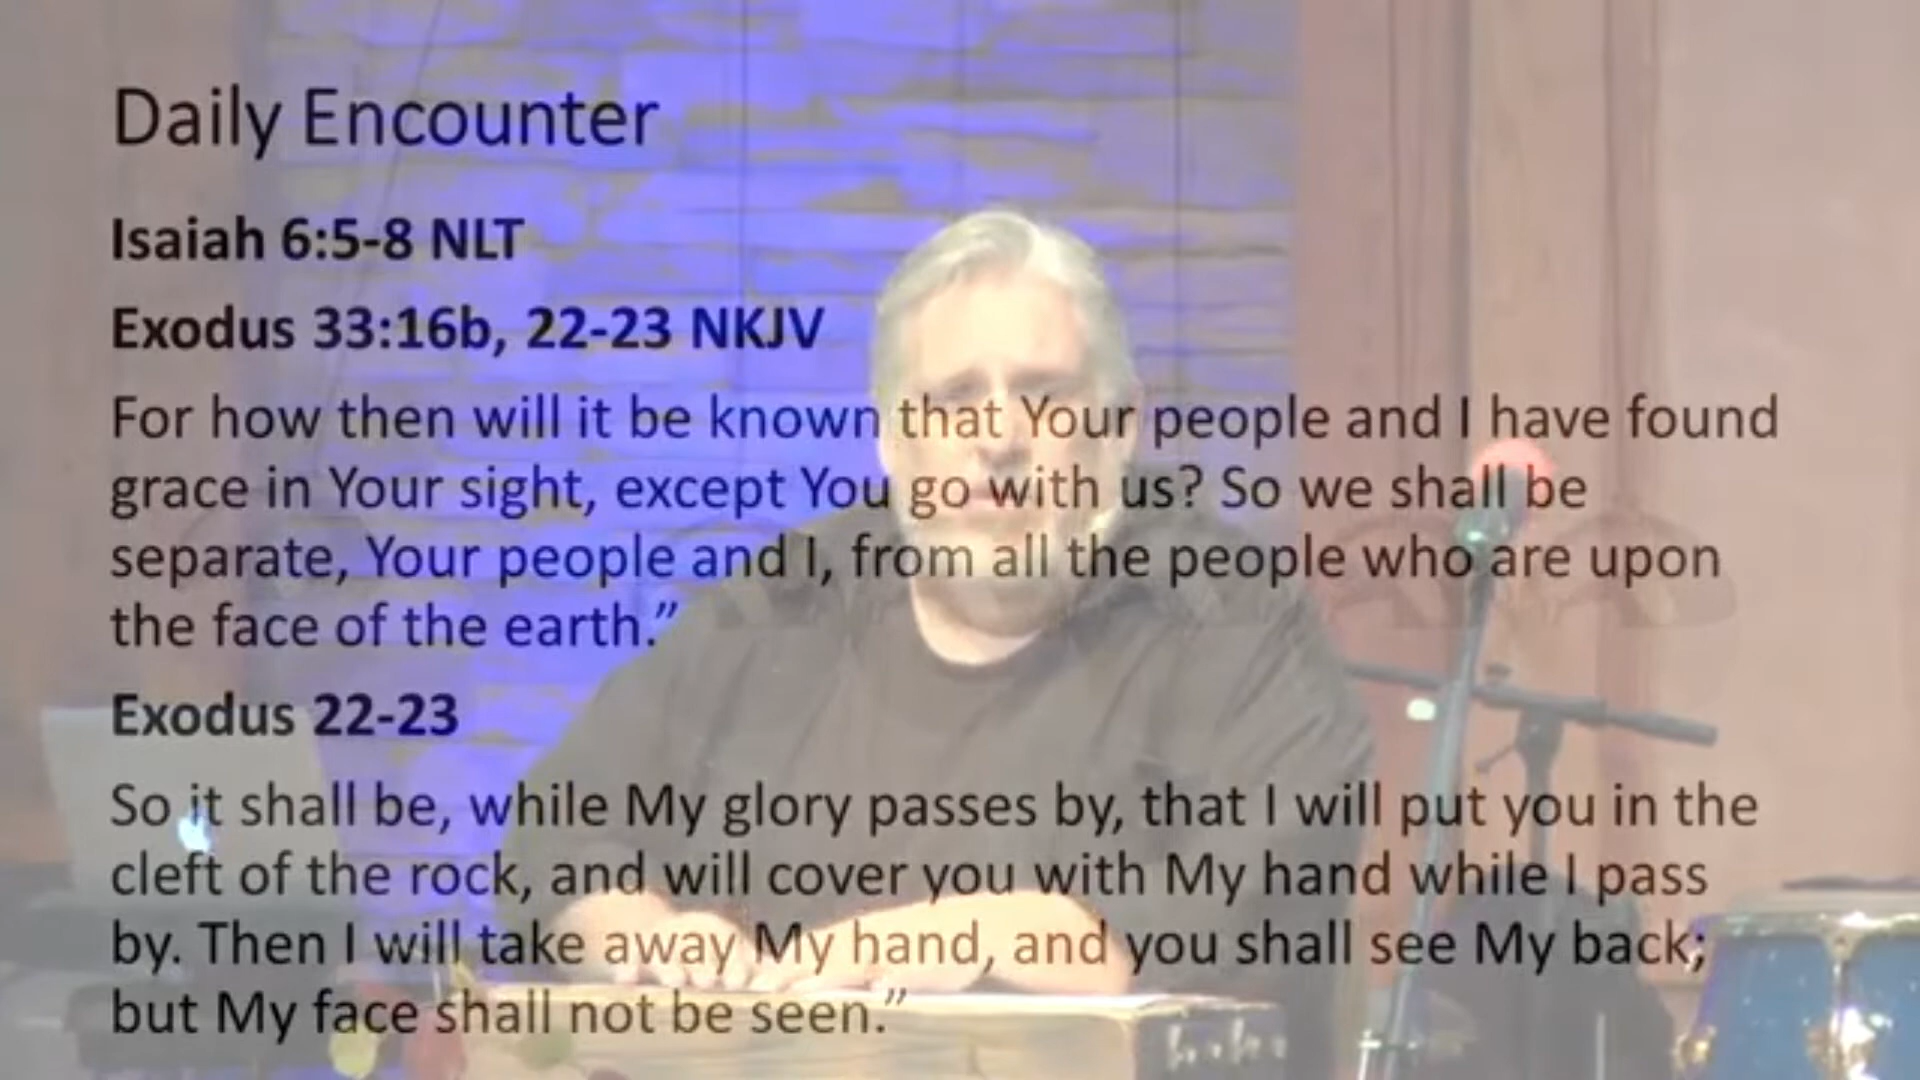 Daily Encounter
Isaiah 6:5-8 NLT
Exodus 33:16b, 22-23 NKJV
For how then will it be known that Your people and I have found
grace in Your sight, except You go with us? So we shall be
separate, Your people and I, from all the people who are upon
the face of the earth.”
Exodus 22-23
So it shall be, while My glory passes by, that I will put you in the
cleft of the rock, and will cover you with My hand while I pass
by. Then I will take away My hand, and you shall see My back;
but My face shall not be seen.”